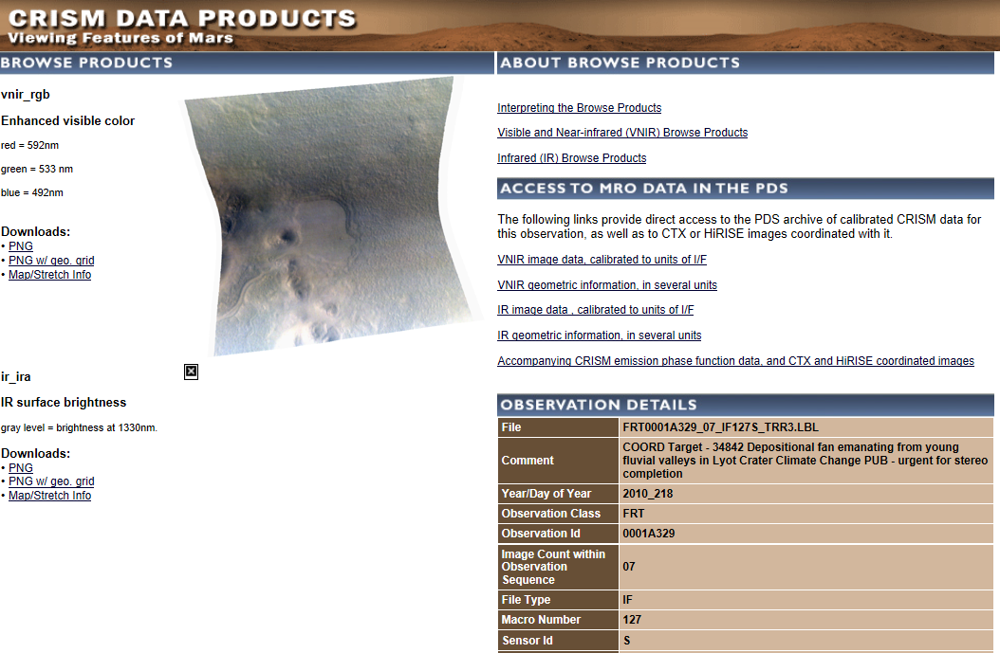 CRISM DATA PRODUCTS
Viewing Features of Mars
BROWSE PRODUCTS
vnir_rgb
Enhanced visible color
red = 592nm
green = 533 nm
blue = 492nm
Downloads:
• PNG
• PNG w/ geo. grid
• Map/Stretch Info
ir_ira
IR surface brightness
gray level = brightness at 1330nm.
Downloads:
• PNG
• PNG w/ geo. grid
• Map/Stretch Info
ABOUT BROWSE PRODUCTS
Interpreting the Browse Products
Visible and Near-infrared (VNIR) Browse Products
Infrared (IR) Browse Products
ACCESS TO MRO DATA IN THE PDS
The following links provide direct access to the PDS archive of calibrated CRISM data for
this observation, as well as to CTX or HiRISE images coordinated with it.
VNIR image data, calibrated to units of I/F
VNIR geometric information, in several units
IR image data , calibrated to units of I/F
IR geometric information, in several units
Accompanying CRISM emission phase function data, and CTX and HiRISE coordinated images
OBSERVATION DETAILS
File FRT0001A329_07_IF127S_TRR3.LBL
Comment COORD Target - 34842 Depositional fan emanating from young
fluvial valleys in Lyot Crater Climate Change PUB - urgent for stereo
completion
Year/Day of Year 2010_218
Observation Class FRT
Observation Id 0001A329
Image Count within
Observation 07
Sequence
File Type IF
Macro Number 127
Sensor Id S